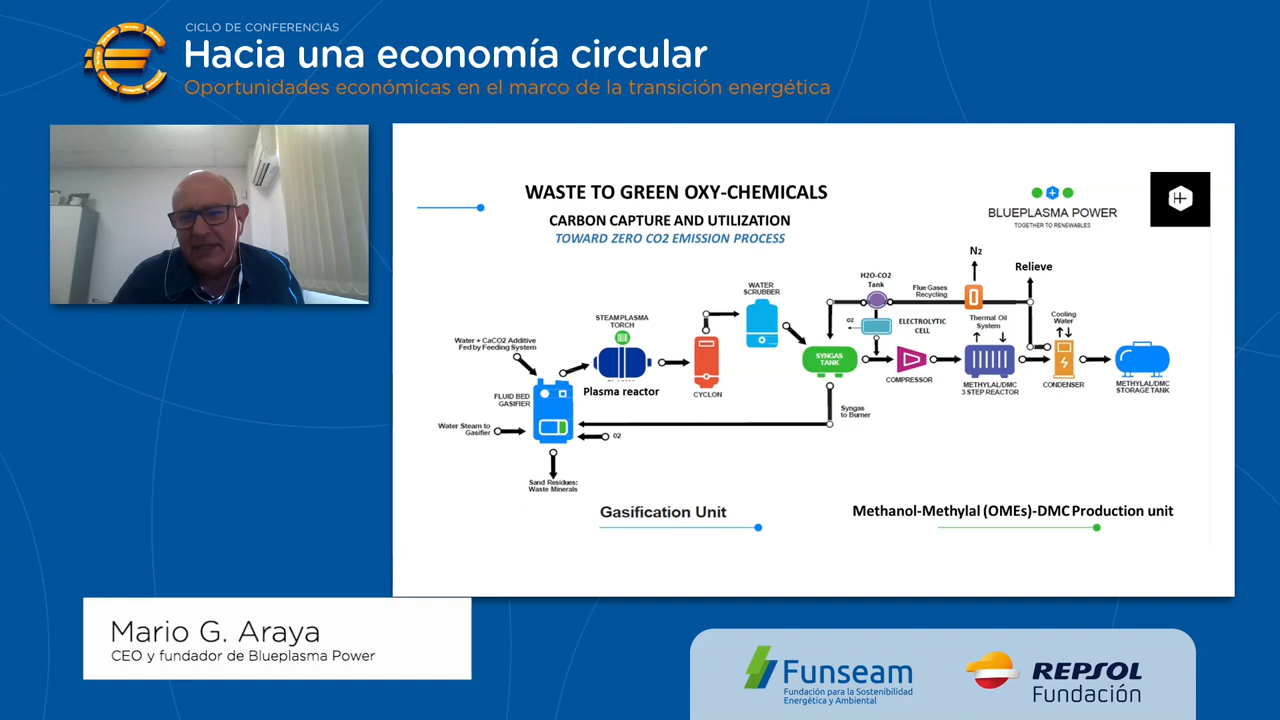 CICLO DE CONFERENCIAS
Hacia una economía circular
Oportunidades económicas en el marco de la transición energética
WASTE TO GREEN OXY-CHEMICALS
CARBON CAPTURE AND UTILIZATION
TOWARD ZERO CO2 EMISSION PROCESS
BLUEPLASMA POWER
TOGETHER TO RENEWABLES
N2
Relieve
H2O-CO2
Tank
Flue Gases
Recycling
WATER
SCRUBBER
STEAM PLASMA
TORCH
Thermal Oil
System
Cooling
Water
O2
ELECTROLYTIC
CELL
Water + CaCO2 Additive
Fed by Feeding System
SYNGAS
TANK
COMPRESSOR
METHYLAL/DMC
3 STEP REACTOR
CONDENSER
METHYLAL/DMC
STORAGE TANK
Plasma reactor
CYCLON
FLUID BED
GASIFIER
Syngas
to Burner
Water Steam to
Gasifier
O2
Sand Residues:
Waste Minerals
Gasification Unit
Methanol-Methylal (OMEs)-DMC Production unit
Mario G. Araya
CEO y fundador de Blueplasma Power
Funseam
Fundación para la Sostenibilidad
Energética y Ambiental
REPSOL
Fundación